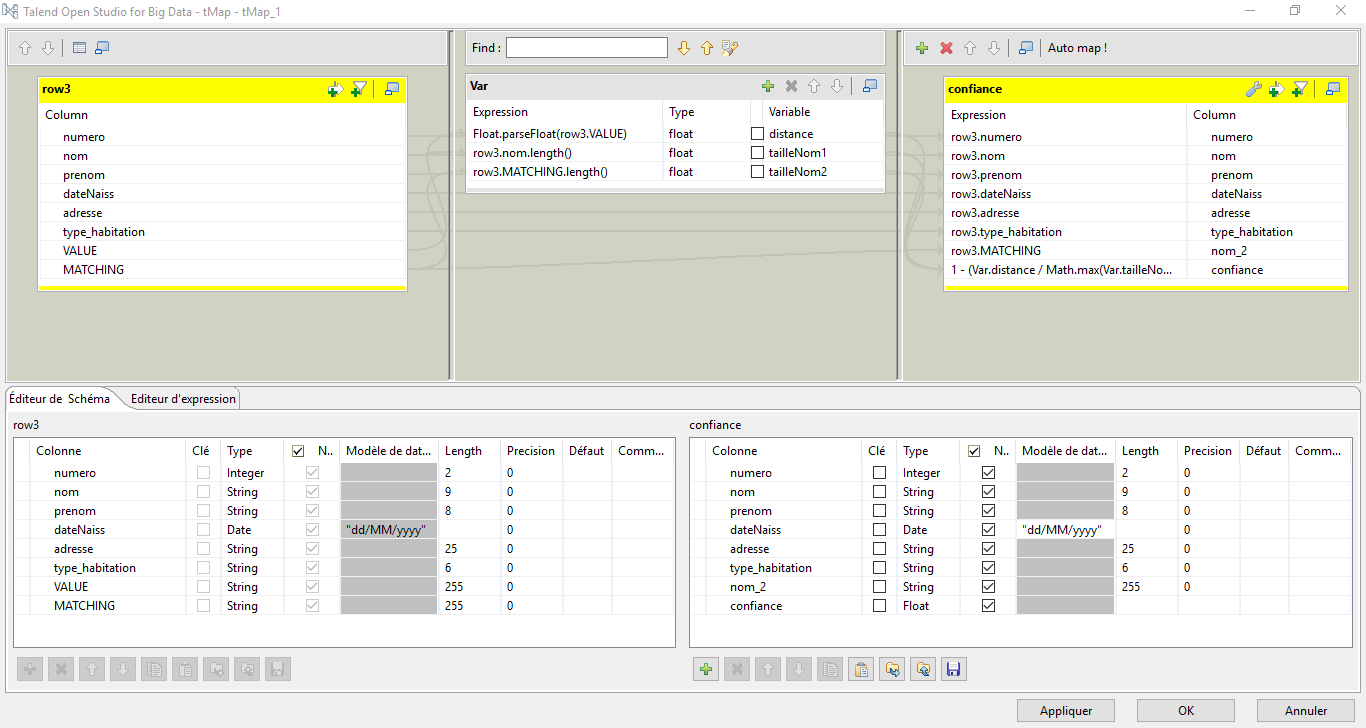 Talend Open Studio for Big Data - tMap - tMap_1
Find :
Auto map !
row3
Column
numero
nom
prenom
dateNaiss
adresse
type_habitation
VALUE
MATCHING
Var
Expression Type Variable
Float.parseFloat(row3.VALUE) float distance
row3.nom.length() float tailleNom1
row3.MATCHING.length() float tailleNom2
confiance
Expression Column
row3.numero numero
row3.nom nom
row3.prenom prenom
row3.dateNaiss dateNaiss
row3.adresse adresse
row3.type_habitation type_habitation
row3.MATCHING nom_2
1 - (Var.distance / Math.max(Var.tailleNo... confiance
Éditeur de Schéma Editeur d'expression
row3
Colonne Clé Type N.. Modèle de dat... Length Precision Défaut Comm...
numero Integer 2 0
nom String 9 0
prenom String 8 0
dateNaiss Date "dd/MM/yyyy" 0
adresse String 25 0
type_habitation String 6 0
VALUE String 255 0
MATCHING String 255 0
confiance
Colonne Clé Type N.. Modèle de dat... Length Precision Défaut Comm...
numero Integer 2 0
nom String 9 0
prenom String 8 0
dateNaiss Date "dd/MM/yyyy" 0
adresse String 25 0
type_habitation String 6 0
nom_2 String 255 0
confiance Float
Appliquer OK Annuler